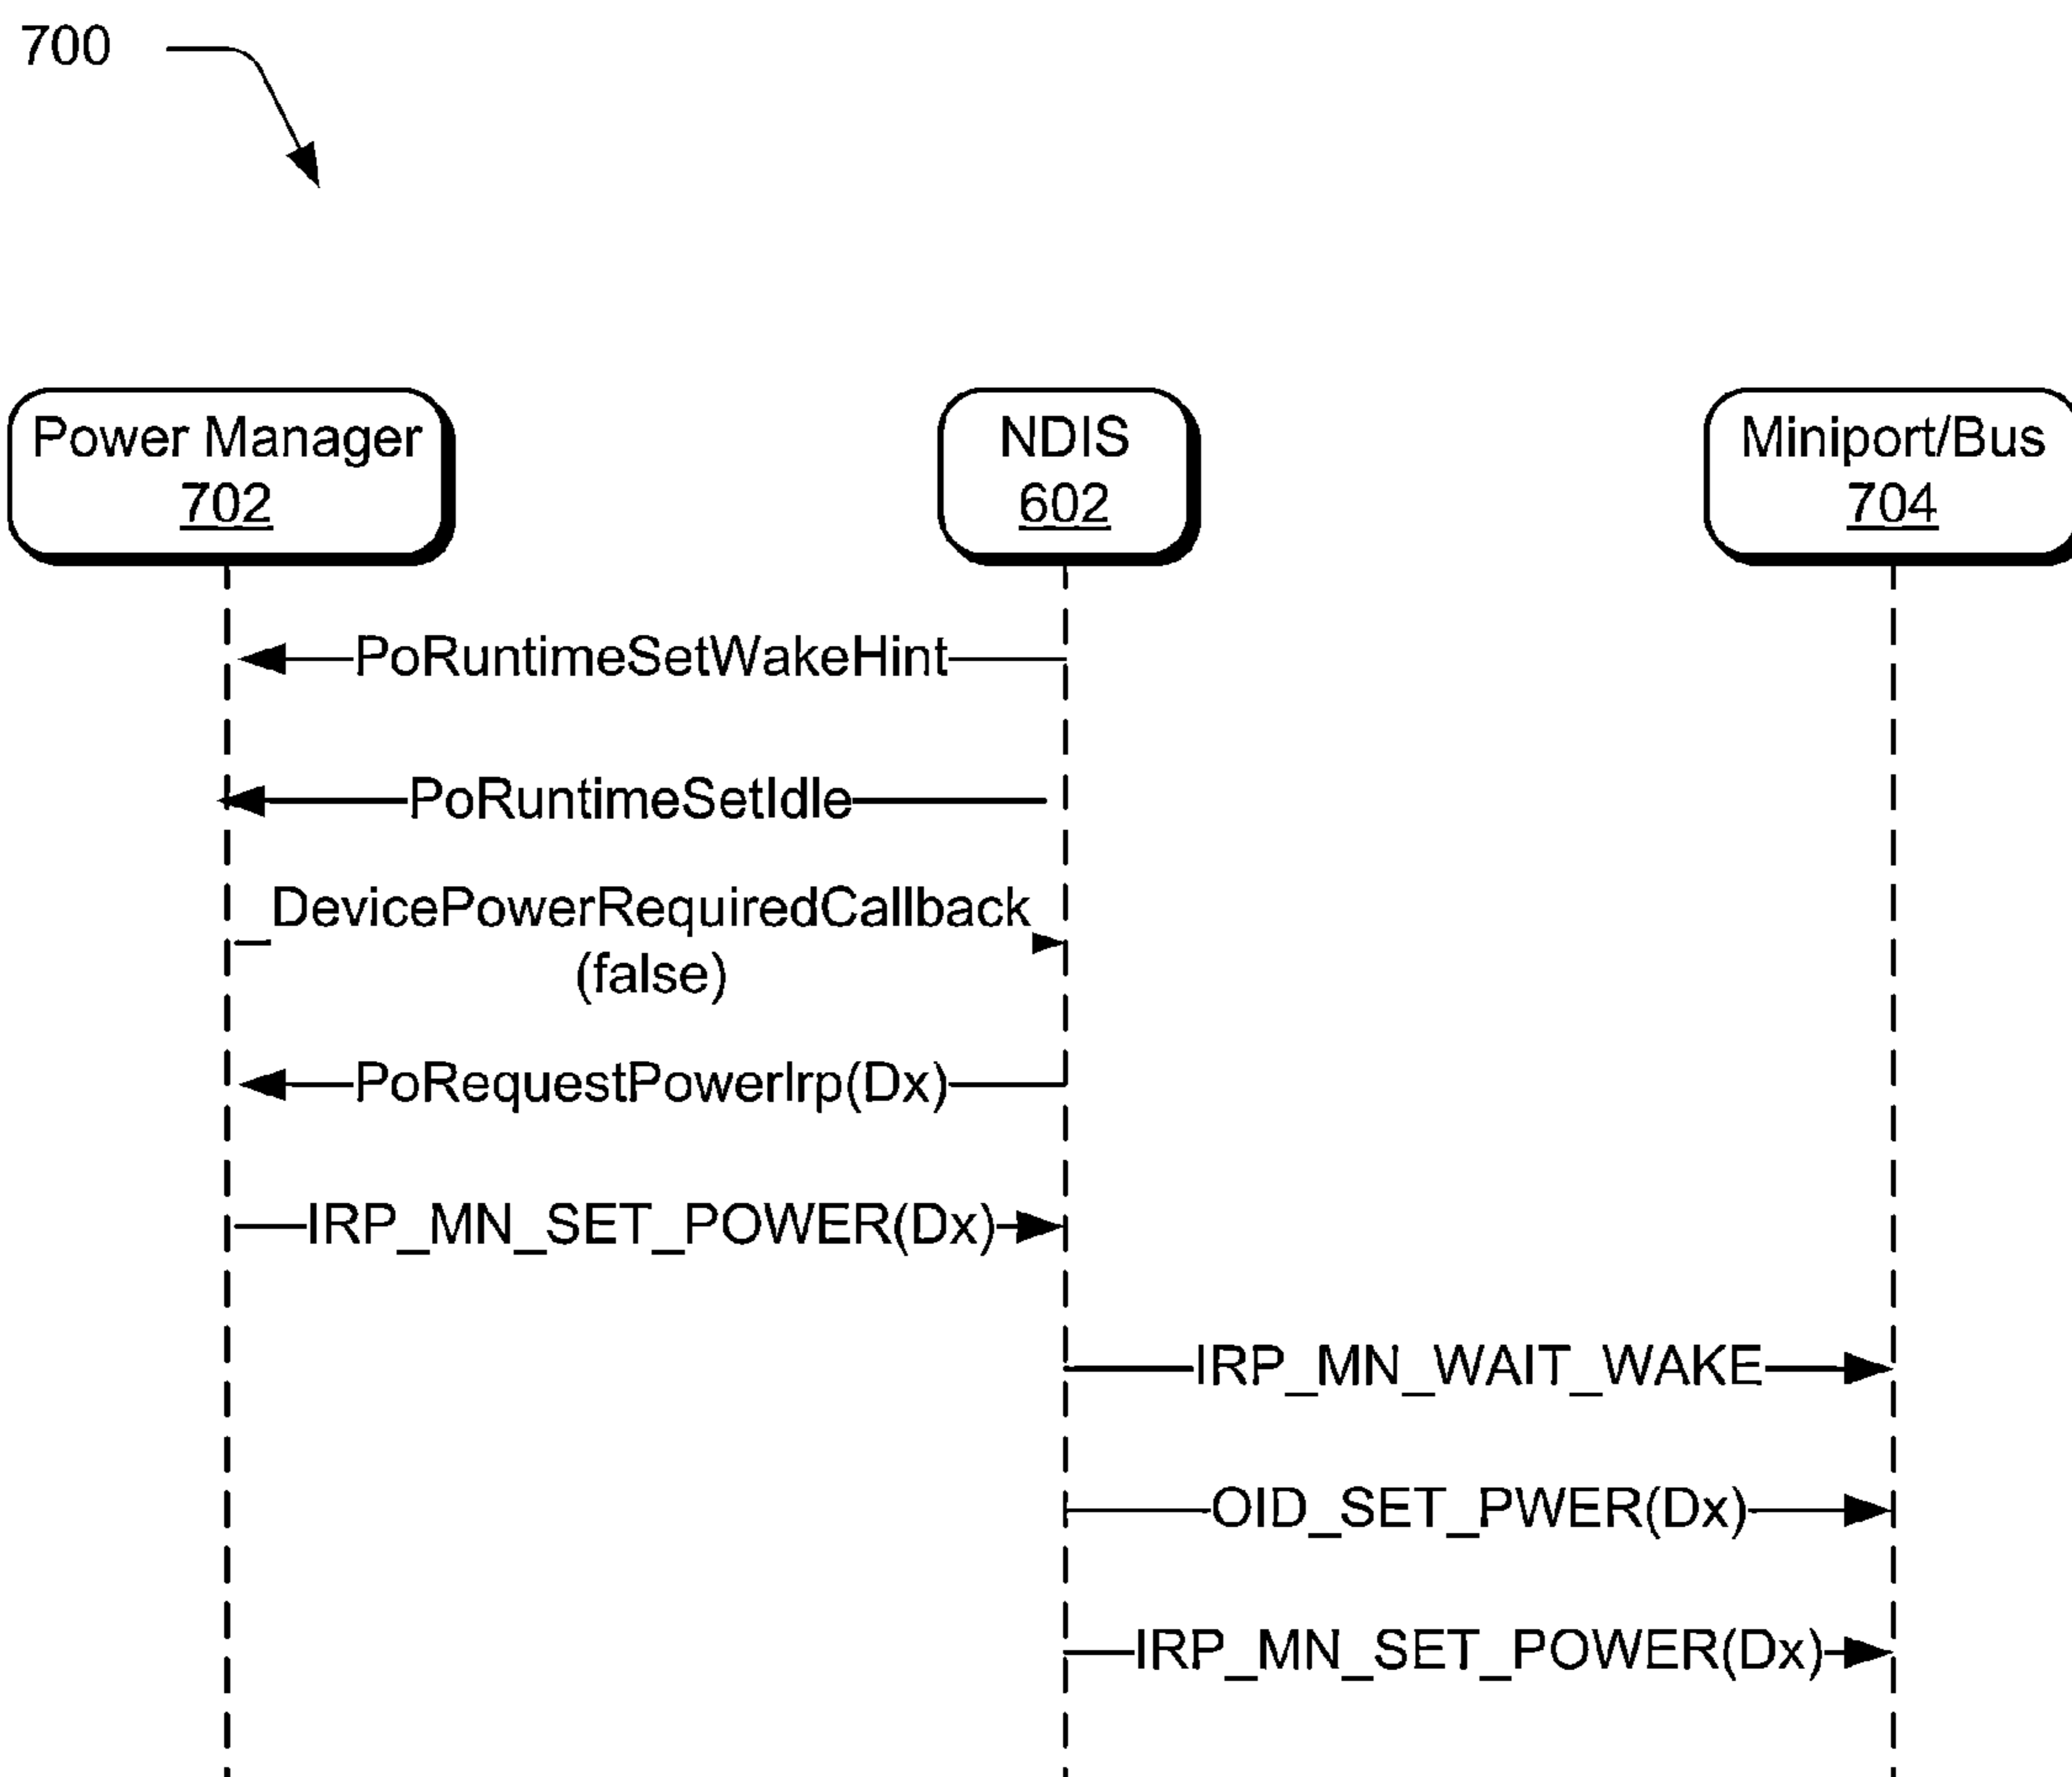 700
Power Manager
702
NDIS
602
Miniport/Bus
704
PoRuntimeSetWakeHint
PoRuntimeSetIdle
DevicePowerRequiredCallback
(false)
PoRequestPowerIrp(Dx)
IRP_MN_SET_POWER(Dx)
IRP_MN_WAIT_WAKE
OID_SET_PWER(Dx)
IRP_MN_SET_POWER(Dx)